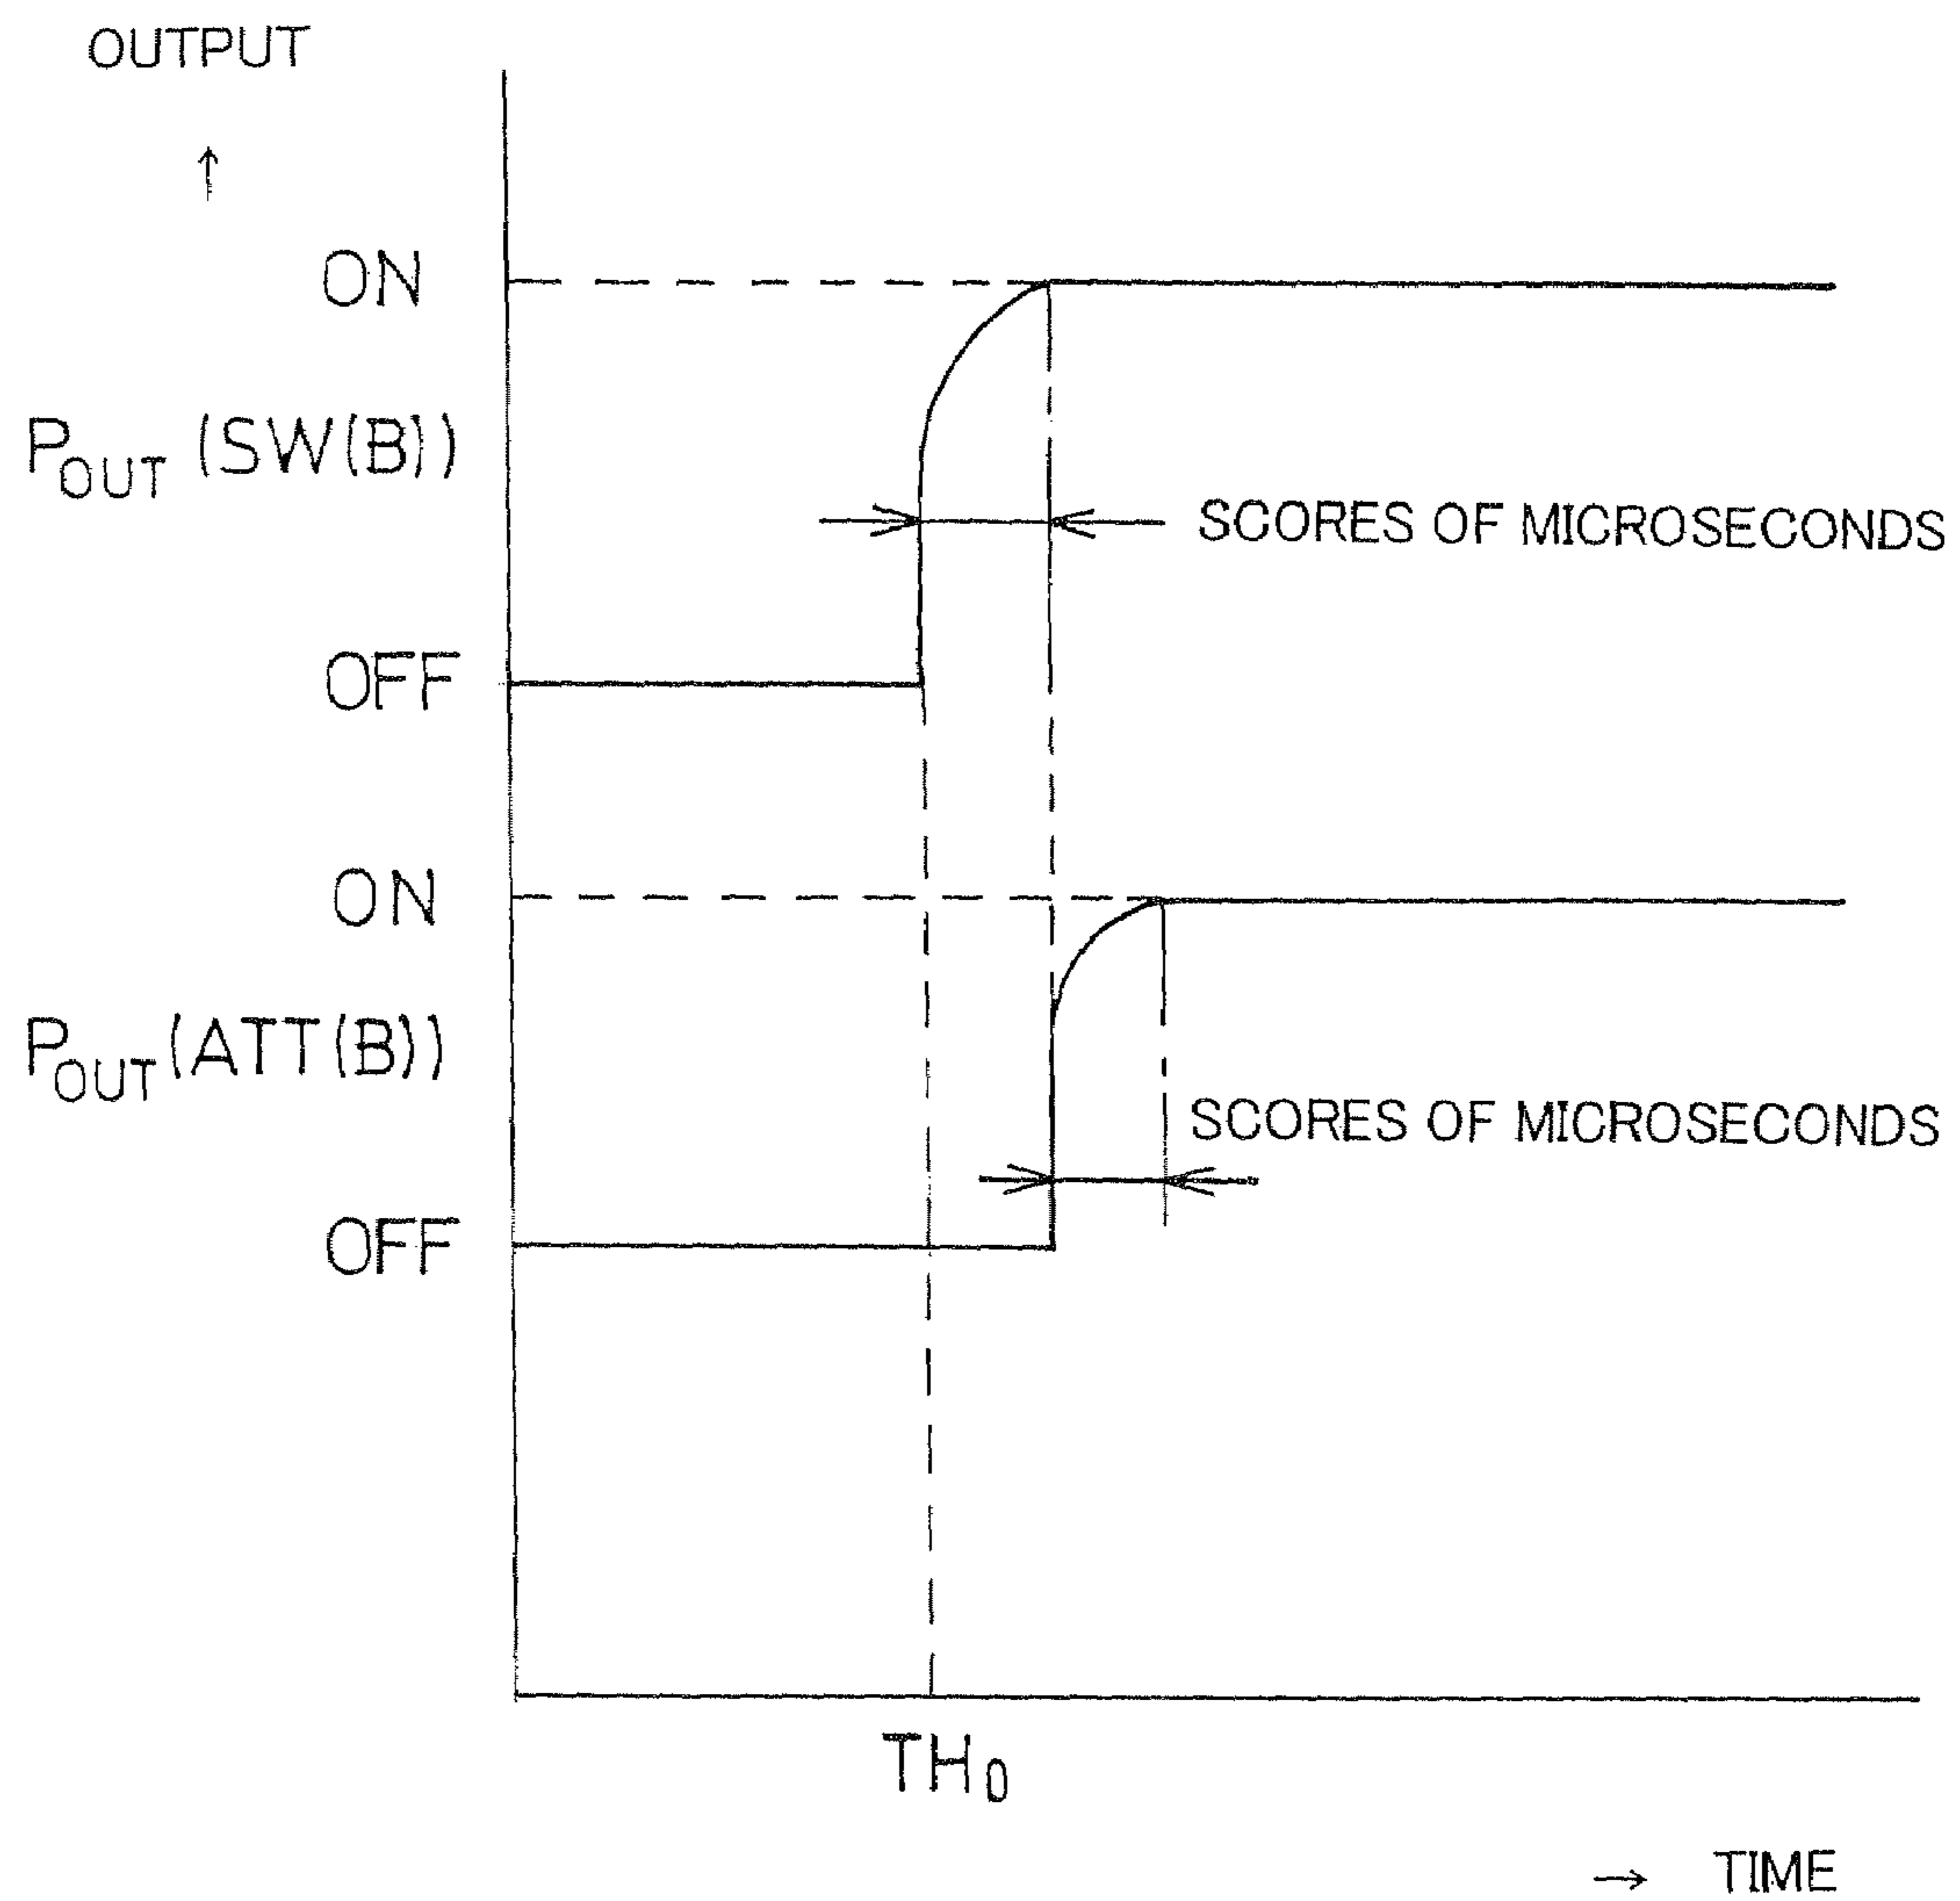 OUTPUT
↑
ON
P_OUT (SW(B))
SCORES OF MICROSECONDS
OFF
ON
P_OUT (ATT(B))
SCORES OF MICROSECONDS
OFF
TH₀
→ TIME